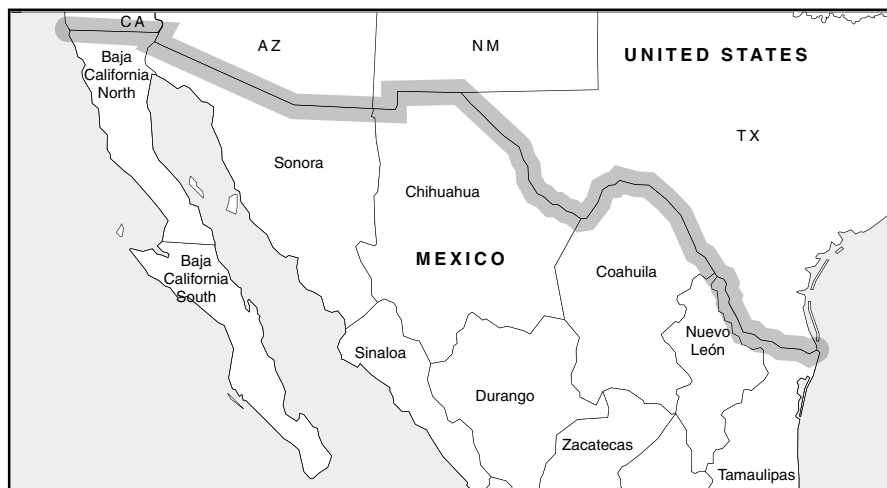 CA
AZ
NM
UNITED STATES
Baja
California
North
TX
Sonora
Chihuahua
MEXICO
Baja
California
South
Coahuila
Nuevo
León
Sinaloa
Durango
Zacatecas
Tamaulipas